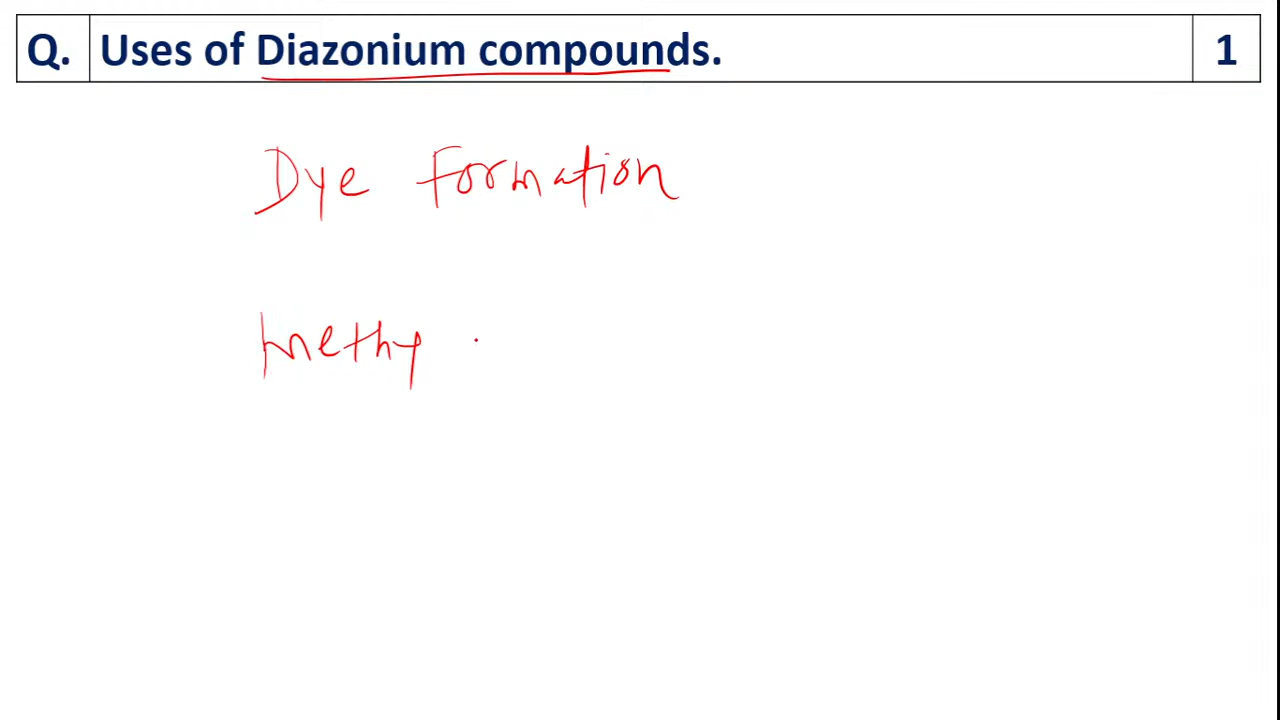 Q. Uses of Diazonium compounds. 1
Dye Formation
Methy